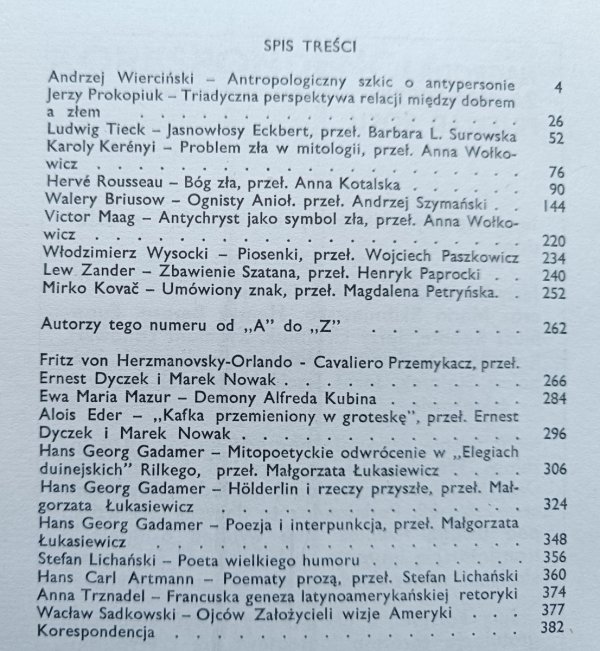 SPIS TREŚCI
Andrzej Wierciński – Antropologiczny szkic o antypersonie 4
Jerzy Prokopiuk – Triadyczna perspektywa relacji między dobrem
a złem . . . . . . . . . . . . . 26
Ludwig Tieck – Jasnowłosy Eckbert, przeł. Barbara L. Surowska 52
Karoly Kerényi – Problem zła w mitologii, przeł. Anna Wołko-
wicz . . . . . . . . . . . . . . 76
Hervé Rousseau – Bóg zła, przeł. Anna Kotalska . . . . 90
Walery Briusow – Ognisty Anioł, przeł. Andrzej Szymański . . 144
Victor Maag – Antychryst jako symbol zła, przeł. Anna Wołko-
wicz . . . . . . . . . . . . . . 220
Włodzimierz Wysocki – Piosenki, przeł. Wojciech Paszkowicz 234
Lew Zander – Zbawienie Szatana, przeł. Henryk Paprocki . . 240
Mirko Kovač – Umówiony znak, przeł. Magdalena Petryńska. . 252
Autorzy tego numeru od „A” do „Z” . . . . . . 262
Fritz von Herzmanovsky-Orlando - Cavaliero Przemykacz, przeł.
Ernest Dyczek i Marek Nowak . . . . . . . . . 266
Ewa Maria Mazur – Demony Alfreda Kubina . . . . . 284
Alois Eder – „Kafka przemieniony w groteskę”, przeł. Ernest
Dyczek i Marek Nowak . . . . . . . . . . 296
Hans Georg Gadamer – Mitopoetyckie odwrócenie w „Elegiach
duinejskich” Rilkego, przeł. Małgorzata Łukasiewicz . . . 306
Hans Georg Gadamer – Hölderlin i rzeczy przyszłe, przeł. Mał-
gorzata Łukasiewicz . . . . . . . . . . . 324
Hans Georg Gadamer – Poezja i interpunkcja, przeł. Małgorzata
Łukasiewicz . . . . . . . . . . . . . 348
Stefan Lichański – Poeta wielkiego humoru . . . . . . 356
Hans Carl Artmann – Poematy prozą, przeł. Stefan Lichański 360
Anna Trznadel – Francuska geneza latynoamerykańskiej retoryki 374
Wacław Sadkowski – Ojców Założycieli wizje Ameryki . . . 377
Korespondencja . . . . . . . . . . . . 382